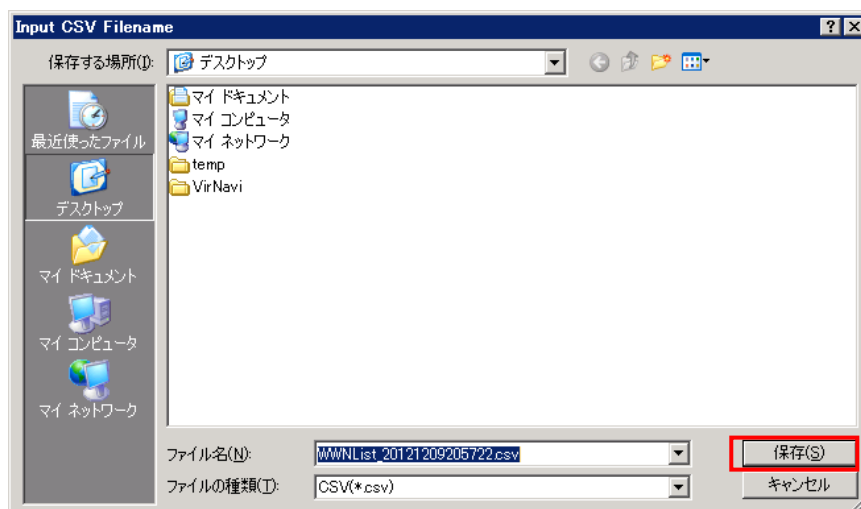 Input CSV Filename
保存する場所(I):
デスクトップ
最近使ったファイル
デスクトップ
マイ ドキュメント
マイ コンピュータ
マイ ネットワーク
マイ ドキュメント
マイ コンピュータ
マイ ネットワーク
temp
VirNavi
ファイル名(N):
WWNList_20121209205722.csv
保存(S)
ファイルの種類(T):
CSV(*.csv)
キャンセル